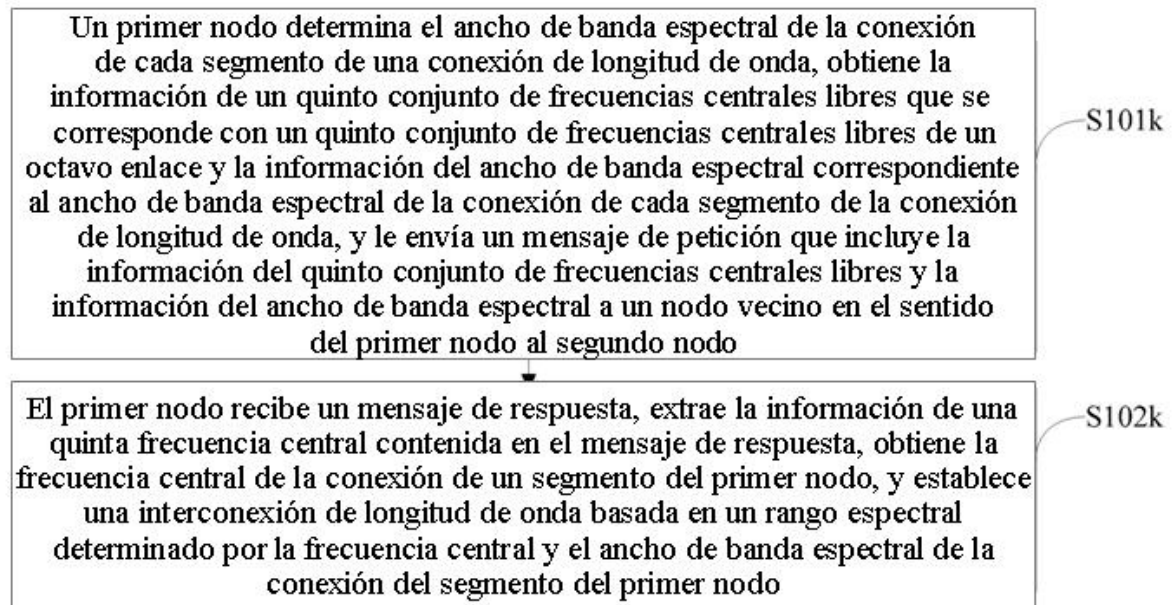 Un primer nodo determina el ancho de banda espectral de la conexión
de cada segmento de una conexión de longitud de onda, obtiene la
información de un quinto conjunto de frecuencias centrales libres que se
corresponde con un quinto conjunto de frecuencias centrales libres de un
octavo enlace y la información del ancho de banda espectral correspondiente
al ancho de banda espectral de la conexión de cada segmento de la conexión
de longitud de onda, y le envía un mensaje de petición que incluye la
información del quinto conjunto de frecuencias centrales libres y la
información del ancho de banda espectral a un nodo vecino en el sentido
del primer nodo al segundo nodo
S101k
El primer nodo recibe un mensaje de respuesta, extrae la información de una
quinta frecuencia central contenida en el mensaje de respuesta, obtiene la
frecuencia central de la conexión de un segmento del primer nodo, y establece
una interconexión de longitud de onda basada en un rango espectral
determinado por la frecuencia central y el ancho de banda espectral de la
conexión del segmento del primer nodo
S102k